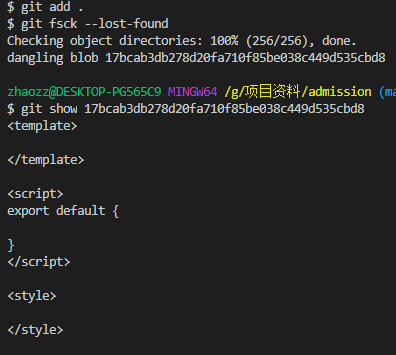 $ git add .
$ git fsck --lost-found
Checking object directories: 100% (256/256), done.
dangling blob 17bcab3db278d20fa710f85be038c449d535cbd8
zhaozz@DESKTOP-PG565C9 MINGW64 /g/项目资料/admission (ma
$ git show 17bcab3db278d20fa710f85be038c449d535cbd8
<template>
</template>
<script>
export default {
}
</script>
<style>
</style>